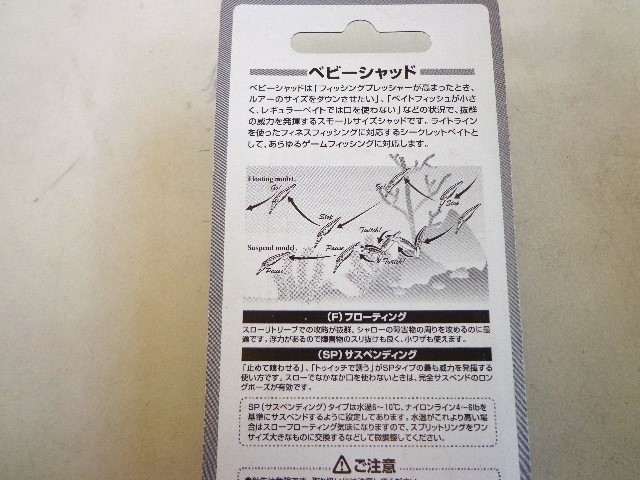 ベビーシャッド
ベビーシャッドは「フィッシングプレッシャーが高まったとき、
ルアーのサイズをダウンさせたい」、「ベイトフィッシュが小さ
く、レギュラーベイトでは口を使わない」などの状況で、抜群
の威力を発揮するスモールサイズシャッドです。ライトライン
を使ったフィネスフィッシングに対応するシークレットベイトと
して、あらゆるゲームフィッシングに対応します。
Floating model.
Go!
Go!
Stop
Stop
Twitch!
Suspend model.
Pause
Pause
Twitch!
(F)フローティング
スローリトリーブでの攻略が抜群、シャローの障害物の周りを攻めるのに最
適です。浮力があるので障害物のスリ抜けも良く、小ワザも使えます。
(SP)サスペンディング
「止めて喰わせる」、「トゥイッチで誘う」がSPタイプの最も威力を発揮する
使い方です。スローでなかなか口を使わないときは、完全サスペンドのロン
グポーズが有効です。
SP(サスペンディング)タイプは水温6~10℃、ナイロンライン4~6lbを
基準にサスペンドするように設定してあります。水温がこれより高い場
合はスローフローティング気味になりますので、スプリットリングをワン
サイズ大きなものに交換するなどして微調整してください。
⚠ご注意